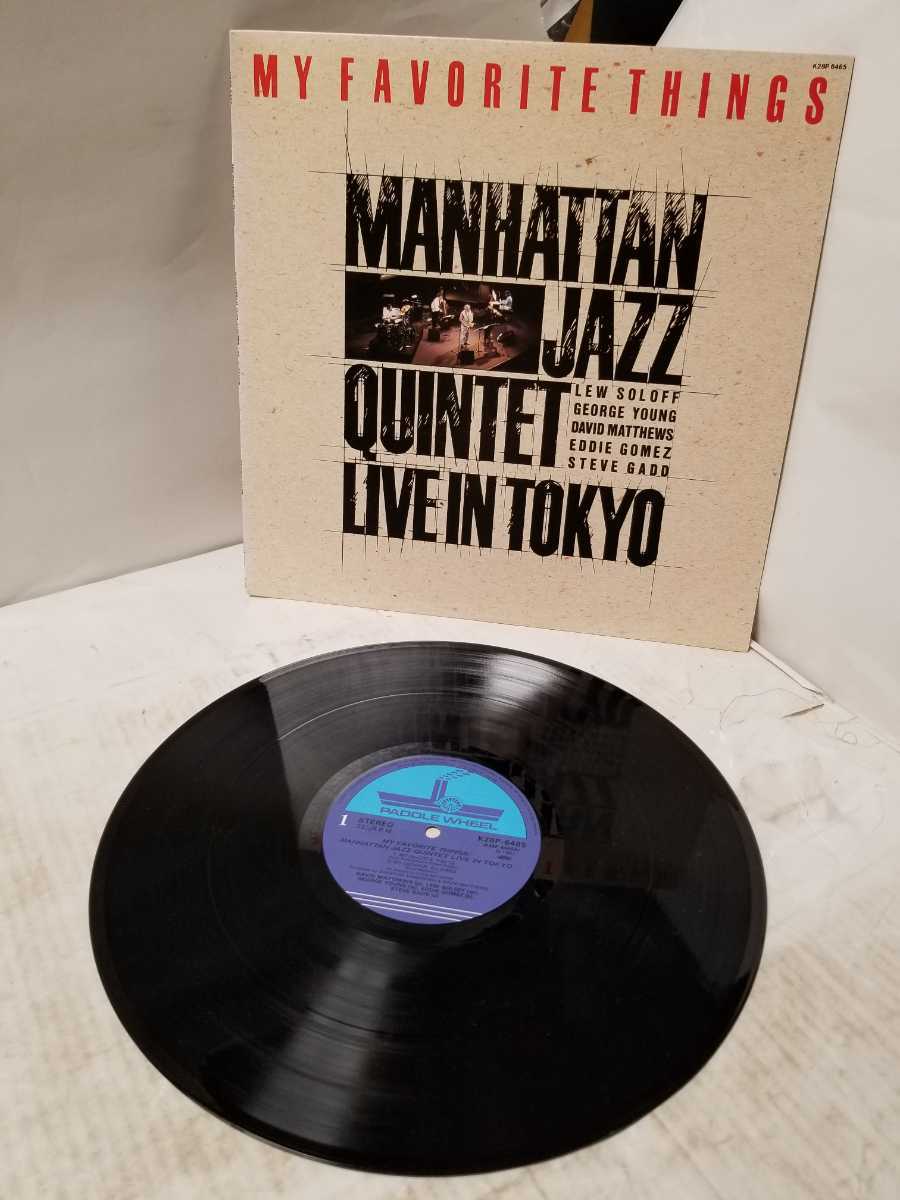 MY FAVORITE THINGS
K28P 6465
MANHATTAN
JAZZ
QUINTET
LEW SOLOFF
GEORGE YOUNG
DAVID MATTHEWS
EDDIE GOMEZ
STEVE GADD
LIVE IN TOKYO
PADDLE WHEEL
1
STEREO
K28P-6465
MY FAVORITE THINGS
MANHATTAN JAZZ QUINTET LIVE IN TOKYO